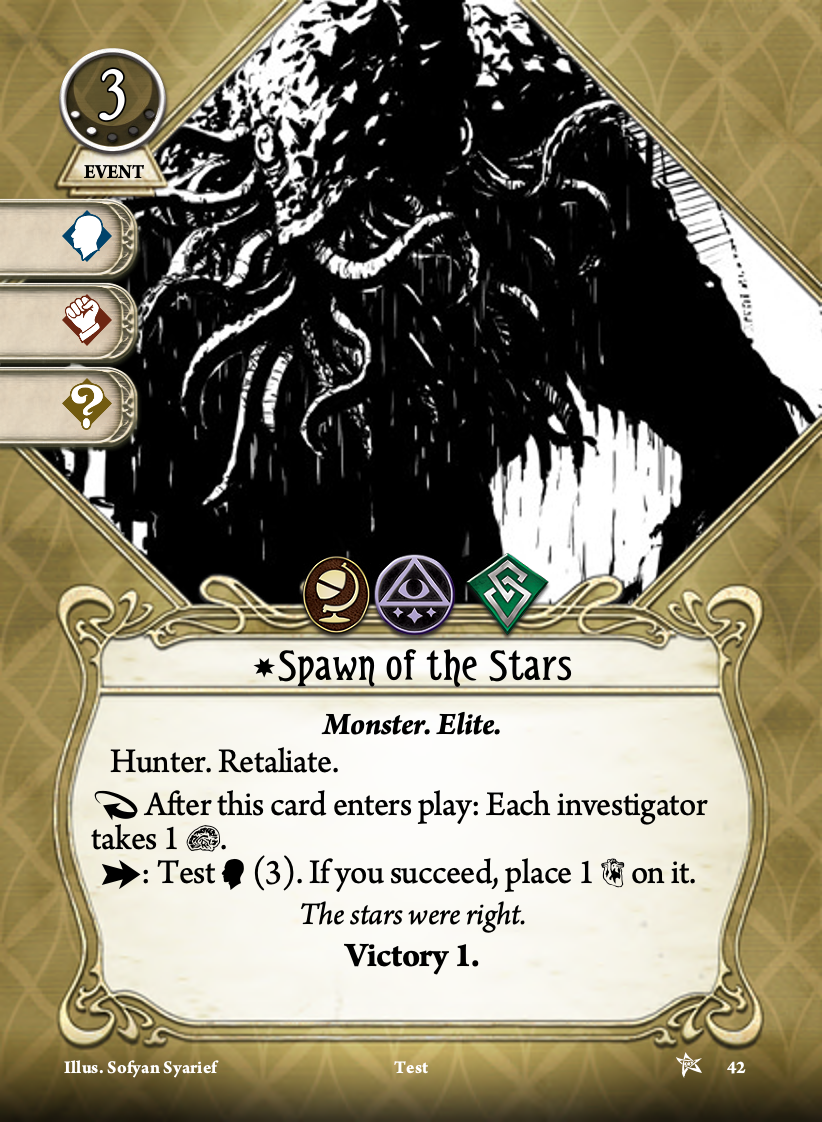 3
EVENT
?
Spawn of the Stars
Monster. Elite.
Hunter. Retaliate.
After this card enters play: Each investigator
takes 1 .
: Test (3). If you succeed, place 1 on it.
The stars were right.
Victory 1.
Illus. Sofyan Syarief
Test
42